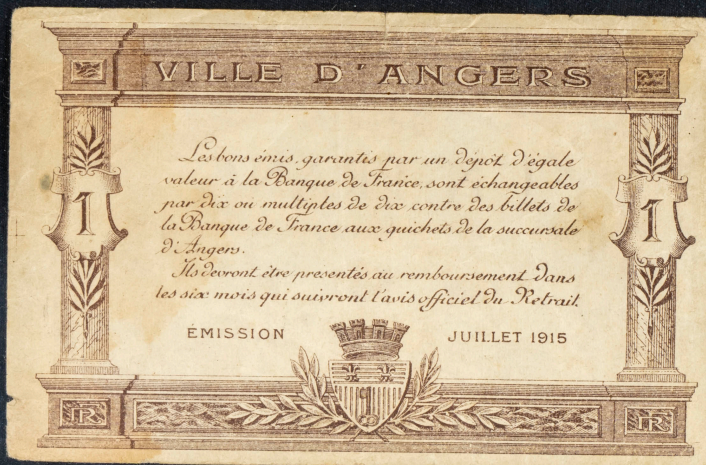 VILLE D'ANGERS
Les bons émis, garantis par un dépôt d'égale
valeur à la Banque de France, sont échangeables
par dix ou multiples de dix contre des billets de
la Banque de France aux guichets de la succursale
d'Angers.
Ils devront être presentés au remboursement dans
les six mois qui suivront l'avis officiel du Retrait.
1
1
ÉMISSION JUILLET 1915
RF
RF